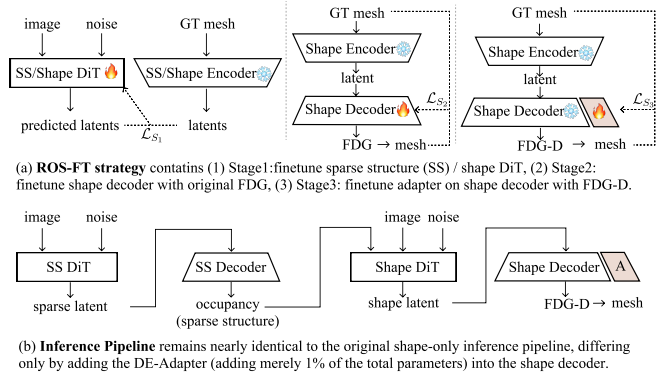 image noise
SS/Shape DiT
predicted latents
GT mesh
SS/Shape Encoder
latents
L_{S_1}
GT mesh
Shape Encoder
latent
Shape Decoder
L_{S_2}
FDG → mesh
GT mesh
Shape Encoder
latent
Shape Decoder
L_{S_3}
FDG-D → mesh
(a) ROS-FT strategy contatins (1) Stage1:finetune sparse structure (SS) / shape DiT, (2) Stage2:
finetune shape decoder with original FDG, (3) Stage3: finetune adapter on shape decoder with FDG-D.
image noise
SS DiT
sparse latent
SS Decoder
occupancy
(sparse structure)
image noise
Shape DiT
shape latent
Shape Decoder A
FDG-D → mesh
(b) Inference Pipeline remains nearly identical to the original shape-only inference pipeline, differing
only by adding the DE-Adapter (adding merely 1% of the total parameters) into the shape decoder.